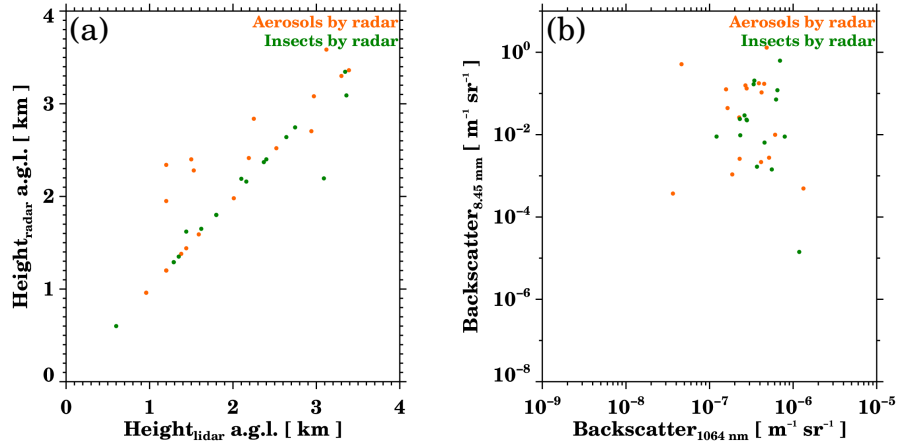 (a)
Aerosols by radar
Insects by radar
4
3
2
1
0
Height_radar a.g.l. [ km ]
0 1 2 3 4
Height_lidar a.g.l. [ km ]
(b)
Aerosols by radar
Insects by radar
10⁰
10⁻²
10⁻⁴
10⁻⁶
10⁻⁸
Backscatter_8.45 mm [ m⁻¹ sr⁻¹ ]
10⁻⁹ 10⁻⁸ 10⁻⁷ 10⁻⁶ 10⁻⁵
Backscatter_1064 nm [ m⁻¹ sr⁻¹ ]